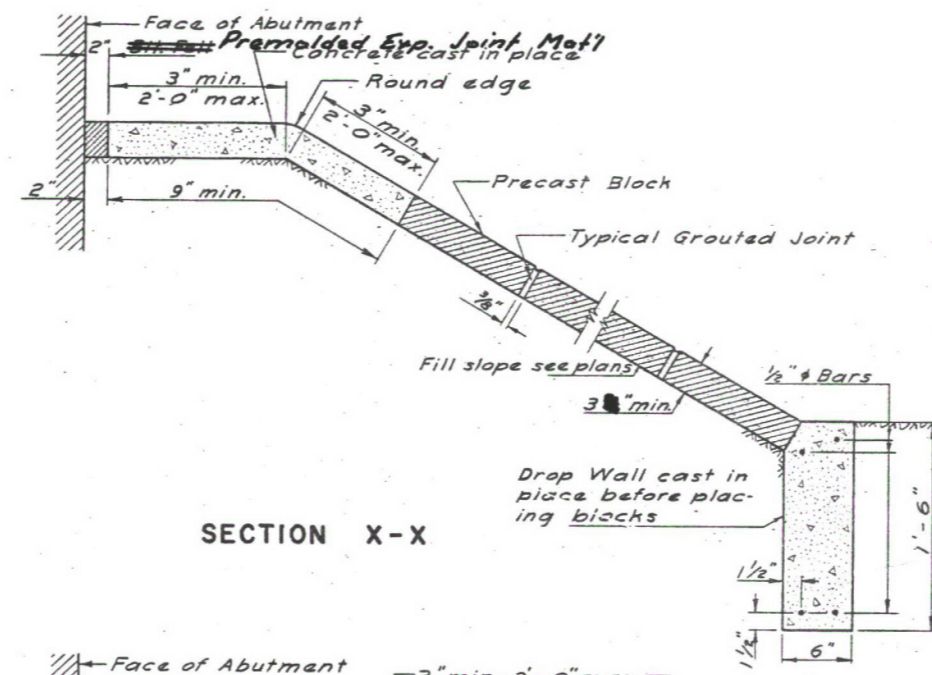 Face of Abutment
2" Premolded Exp. Joint Mat'l
Concrete cast in place
3" min.
2'-0" max.
Round edge
3" min.
2'-0" max.
Precast Block
2"
9" min.
Typical Grouted Joint
3/8"
Fill slope see plans
1/2" ϕ Bars
3 " min.
Drop Wall cast in
place before plac-
ing blocks
SECTION X-X
1'-6"
1 1/2"
1 1/2"
6"
Face of Abutment